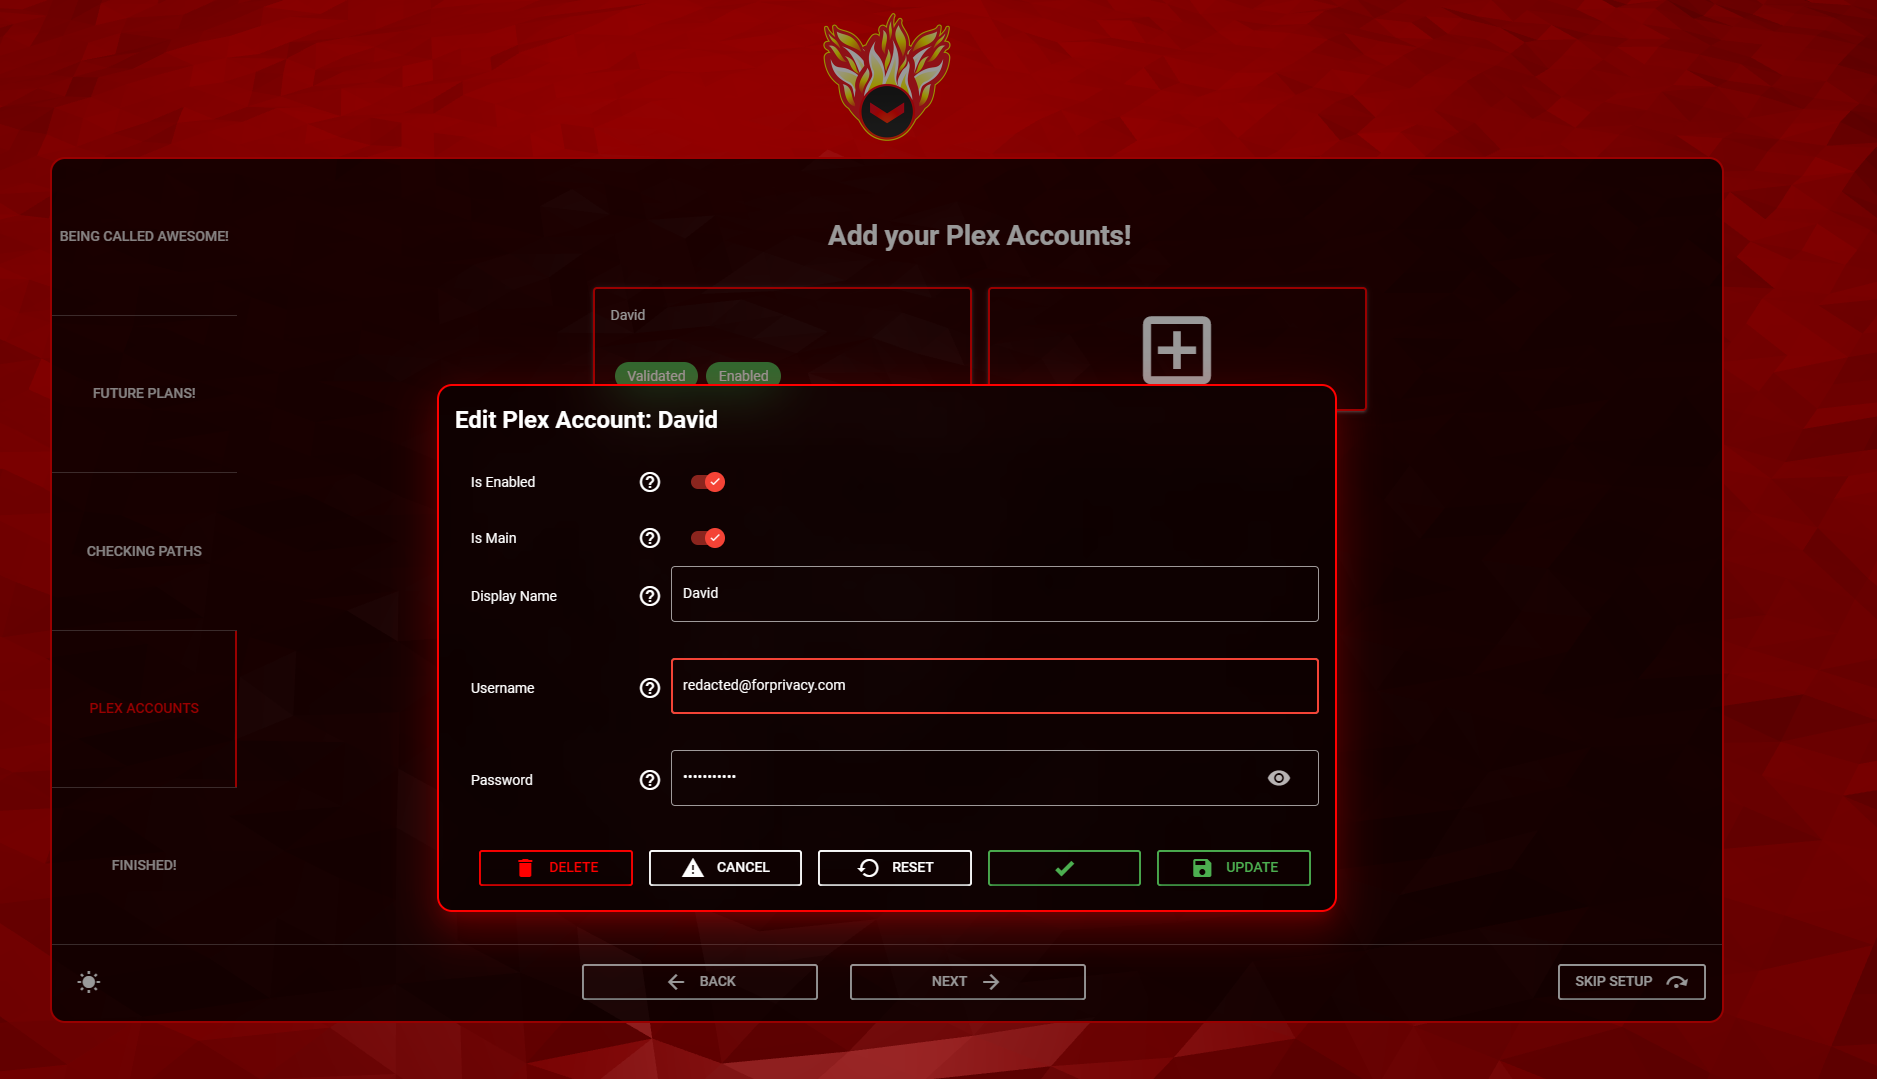 BEING CALLED AWESOME!
FUTURE PLANS!
CHECKING PATHS
PLEX ACCOUNTS
FINISHED!
Add your Plex Accounts!
David
Validated
Enabled
Edit Plex Account: David
Is Enabled
Is Main
Display Name
David
Username
redacted@forprivacy.com
Password
•••••••••••
DELETE
CANCEL
RESET
UPDATE
BACK
NEXT
SKIP SETUP